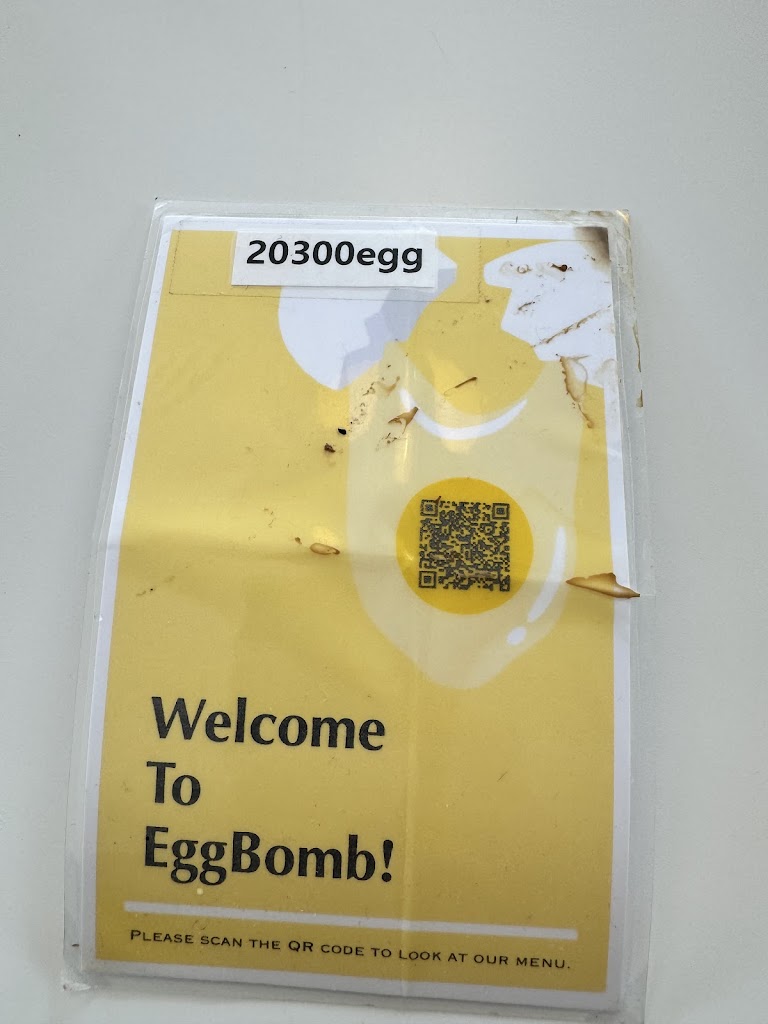 20300egg
Welcome
To
EggBomb!
PLEASE SCAN THE QR CODE TO LOOK AT OUR MENU.